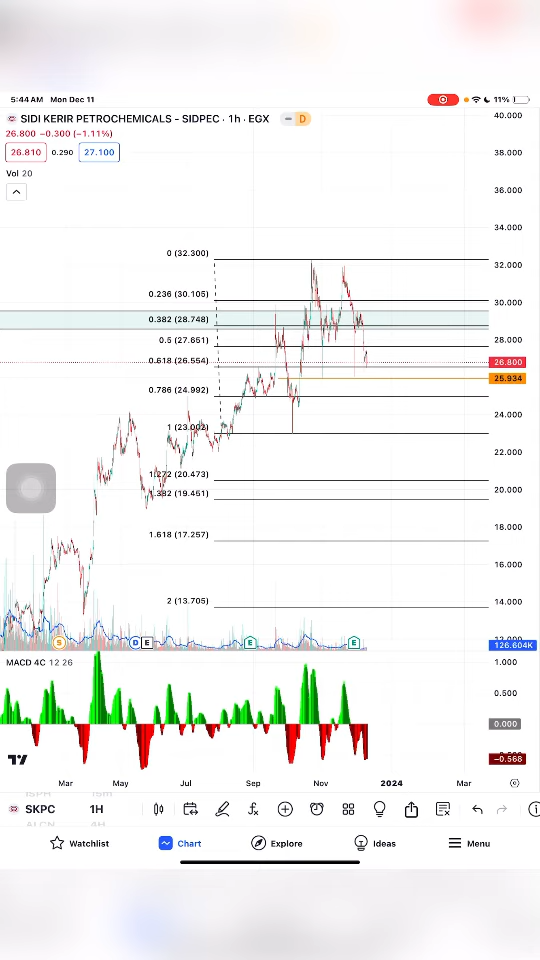 5:44 AM Mon Dec 11
11%
SIDI KERIR PETROCHEMICALS - SIDPEC · 1h · EGX
D
26.800 −0.300 (−1.11%)
26.810 0.290 27.100
Vol 20
40.000
38.000
36.000
34.000
32.000
30.000
28.000
26.800
25.934
24.000
22.000
20.000
18.000
16.000
14.000
126.604K
0 (32.300)
0.236 (30.105)
0.382 (28.748)
0.5 (27.651)
0.618 (26.554)
0.786 (24.992)
1 (23.002)
1.272 (20.473)
1.382 (19.451)
1.618 (17.257)
2 (13.705)
S D E E E
MACD 4C 12 26
1.000
0.500
0.000
−0.568
Mar May Jul Sep Nov 2024 Mar
SKPC 1H
Watchlist Chart Explore Ideas Menu